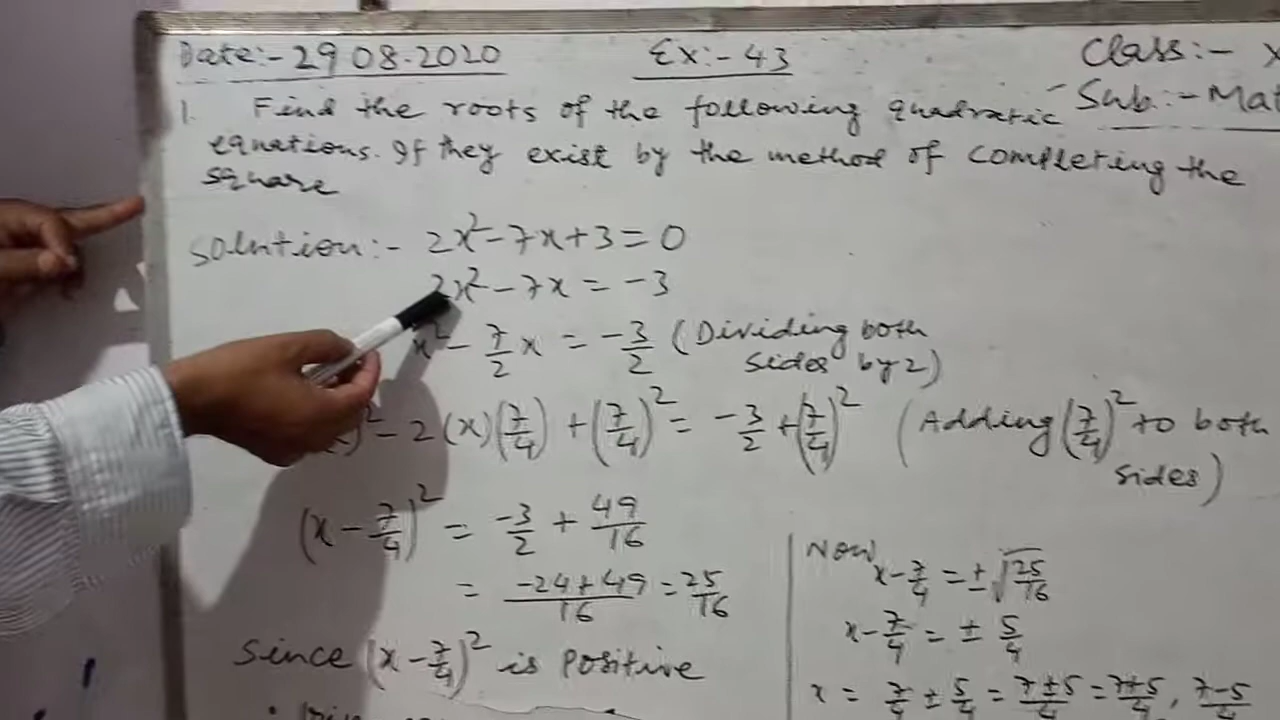 Date:- 29 08.2020 Ex:- 43 Class:- X
Sub:- Mat
1. Find the roots of the following quadratic
equations. If they exist by the method of completing the
square
Solution:- 2x²-7x+3=0
2x²-7x = -3
x² - 7/2 x = -3/2 (Dividing both
sides by 2)
x)² - 2(x)(7/4) + (7/4)² = -3/2 + (7/4)² (Adding (7/4)² to both
sides)
(x - 7/4)² = -3/2 + 49/16
= -24+49/16 = 25/16
Since (x - 7/4)² is Positive
Now
x - 7/4 = ± √25/16
x - 7/4 = ± 5/4
x = 7/4 ± 5/4 = 7±5/4 = 7+5/4, 7-5/4